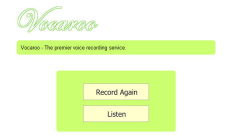 Vocaroo
Vocaroo - The premier voice recording service.
Record Again
Listen